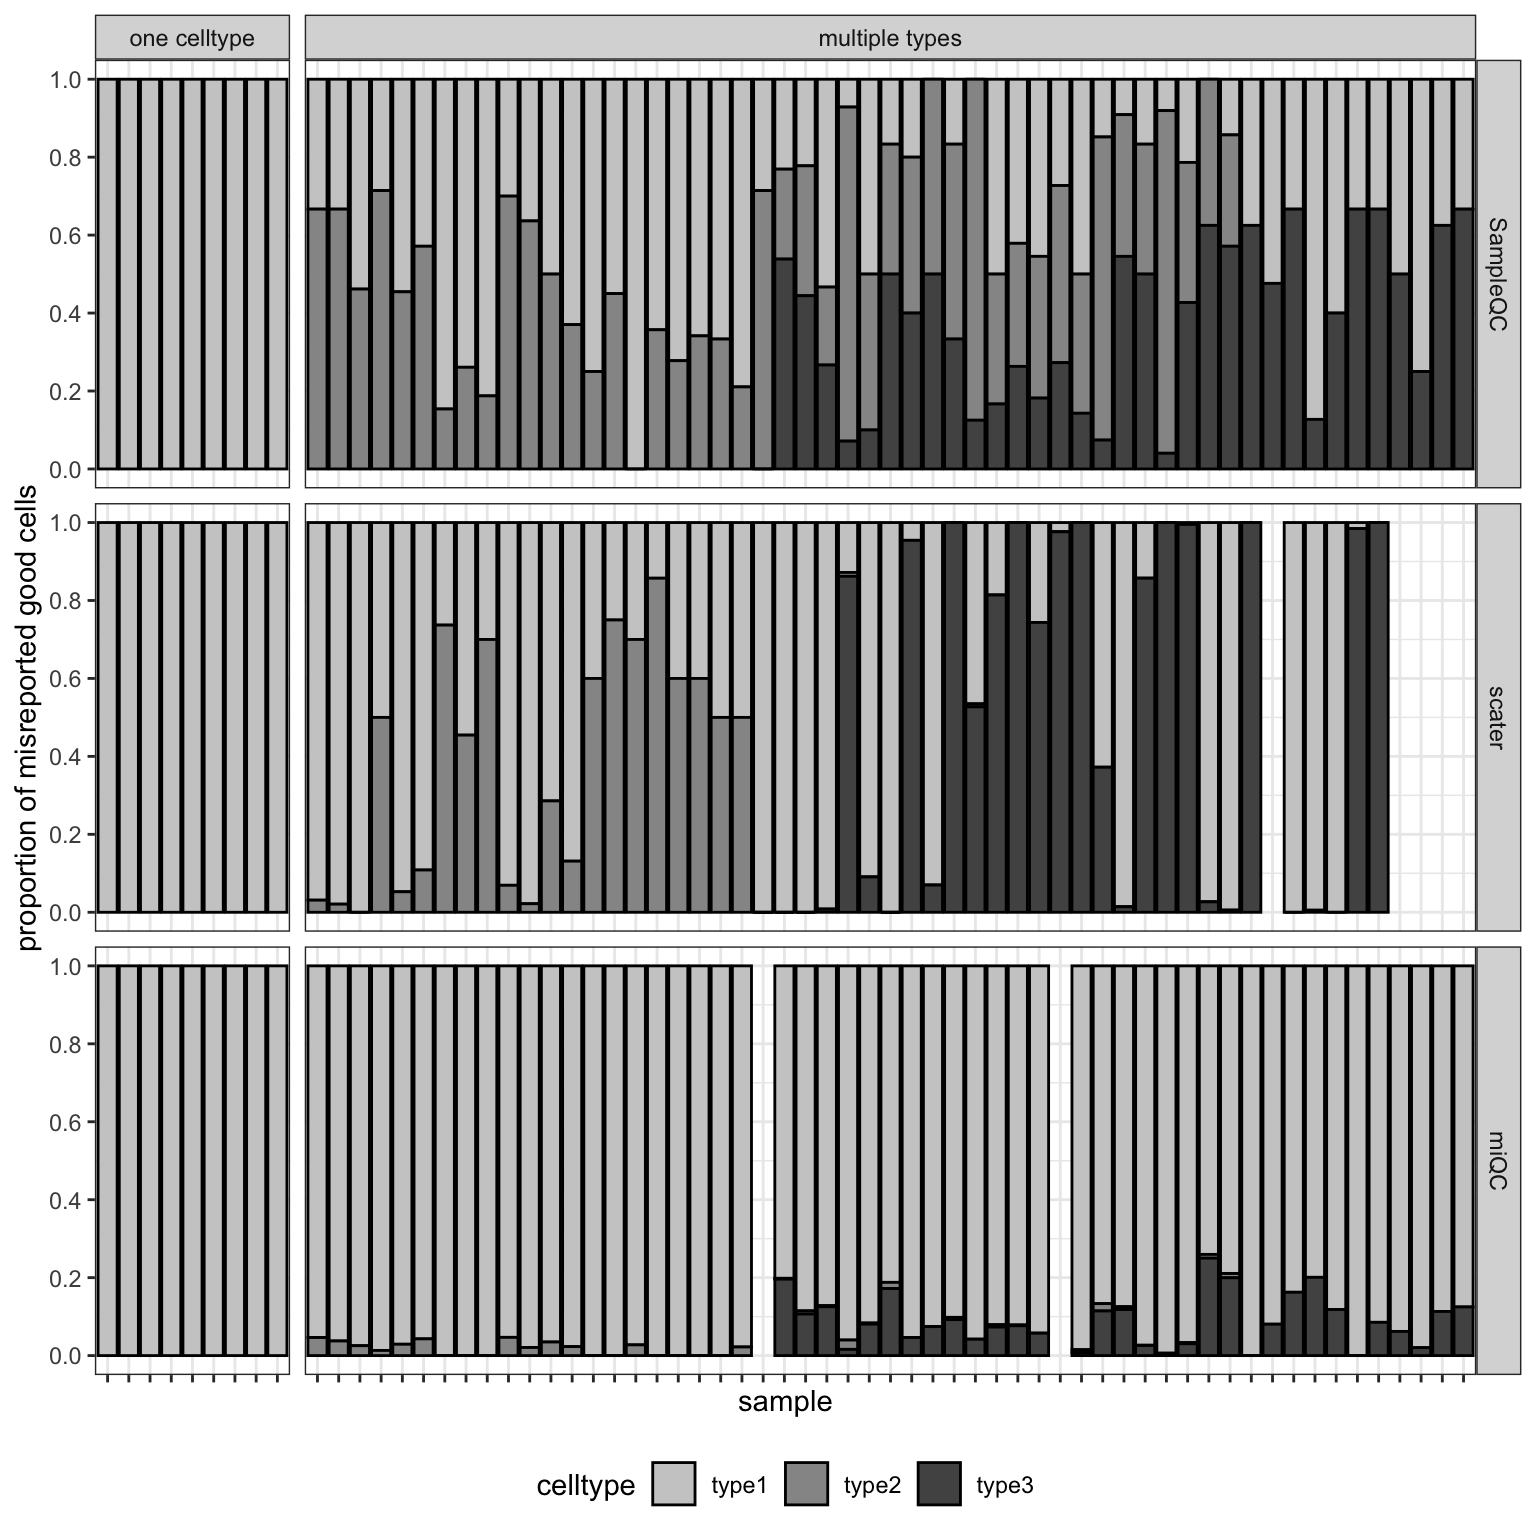 one celltype
multiple types
proportion of misreported good cells
1.0
0.8
0.6
0.4
0.2
0.0
SampleQC
1.0
0.8
0.6
0.4
0.2
0.0
scater
1.0
0.8
0.6
0.4
0.2
0.0
miQC
sample
celltype type1 type2 type3